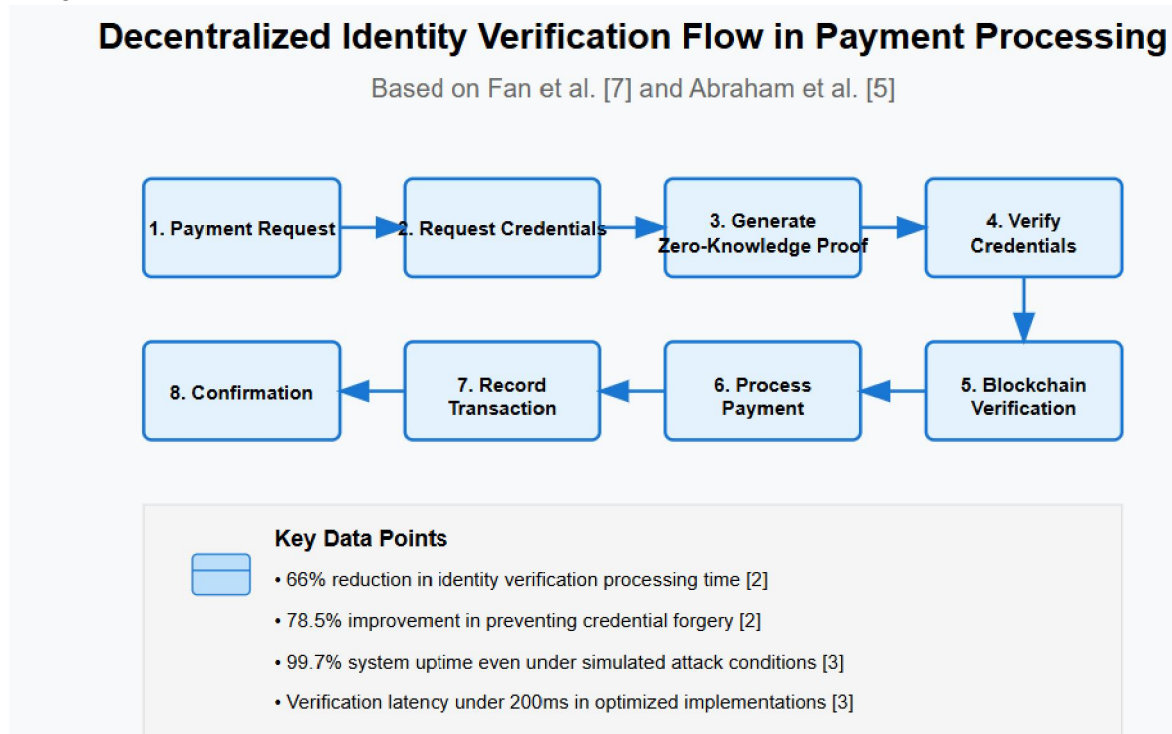 Decentralized Identity Verification Flow in Payment Processing
Based on Fan et al. [7] and Abraham et al. [5]
1. Payment Request
2. Request Credentials
3. Generate
Zero-Knowledge Proof
4. Verify
Credentials
8. Confirmation
7. Record
Transaction
6. Process
Payment
5. Blockchain
Verification
Key Data Points
• 66% reduction in identity verification processing time [2]
• 78.5% improvement in preventing credential forgery [2]
• 99.7% system uptime even under simulated attack conditions [3]
• Verification latency under 200ms in optimized implementations [3]